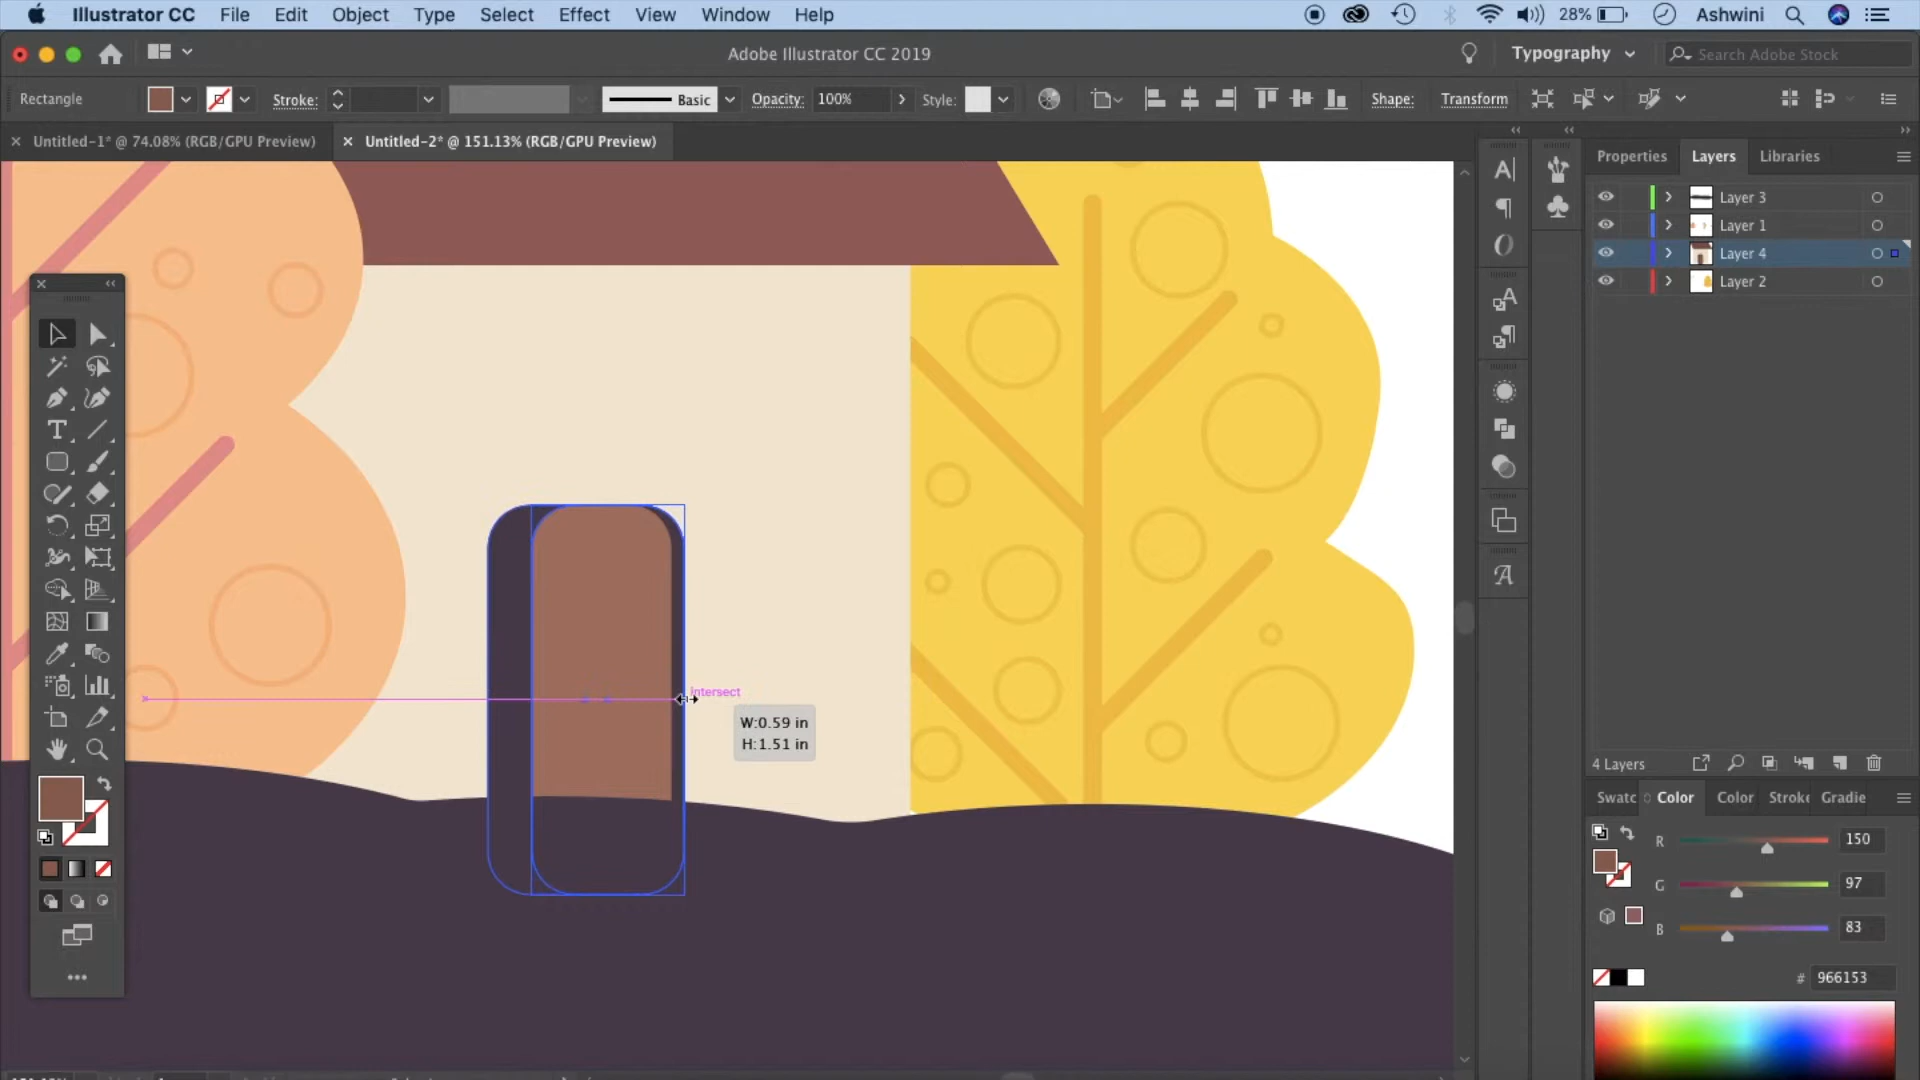 Illustrator CC File Edit Object Type Select Effect View Window Help 28% Ashwini
Adobe Illustrator CC 2019 Typography Search Adobe Stock
Rectangle Stroke: Basic Opacity: 100% Style: Shape: Transform
Untitled-1* @ 74.08% (RGB/GPU Preview) Untitled-2* @ 151.13% (RGB/GPU Preview)
Properties Layers Libraries
Layer 3
Layer 1
Layer 4
Layer 2
Intersect
W:0.59 in
H:1.51 in
4 Layers
Swatc Color Color Stroke Gradie
R 150
G 97
B 83
# 966153